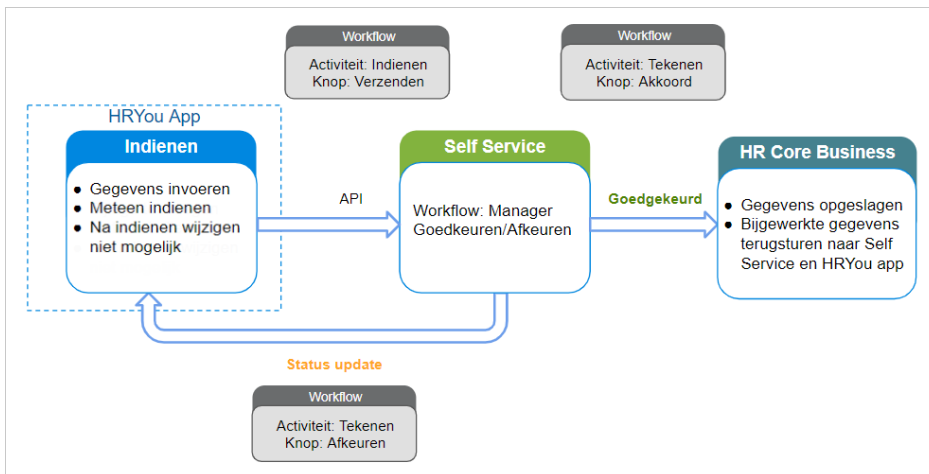 Workflow
Activiteit: Indienen
Knop: Verzenden
Workflow
Activiteit: Tekenen
Knop: Akkoord
HRYou App
Indienen
● Gegevens invoeren
● Meteen indienen
● Na indienen wijzigen
niet mogelijk
API
Self Service
Workflow: Manager
Goedkeuren/Afkeuren
Goedgekeurd
HR Core Business
● Gegevens opgeslagen
● Bijgewerkte gegevens
terugsturen naar Self
Service en HRYou app
Status update
Workflow
Activiteit: Tekenen
Knop: Afkeuren